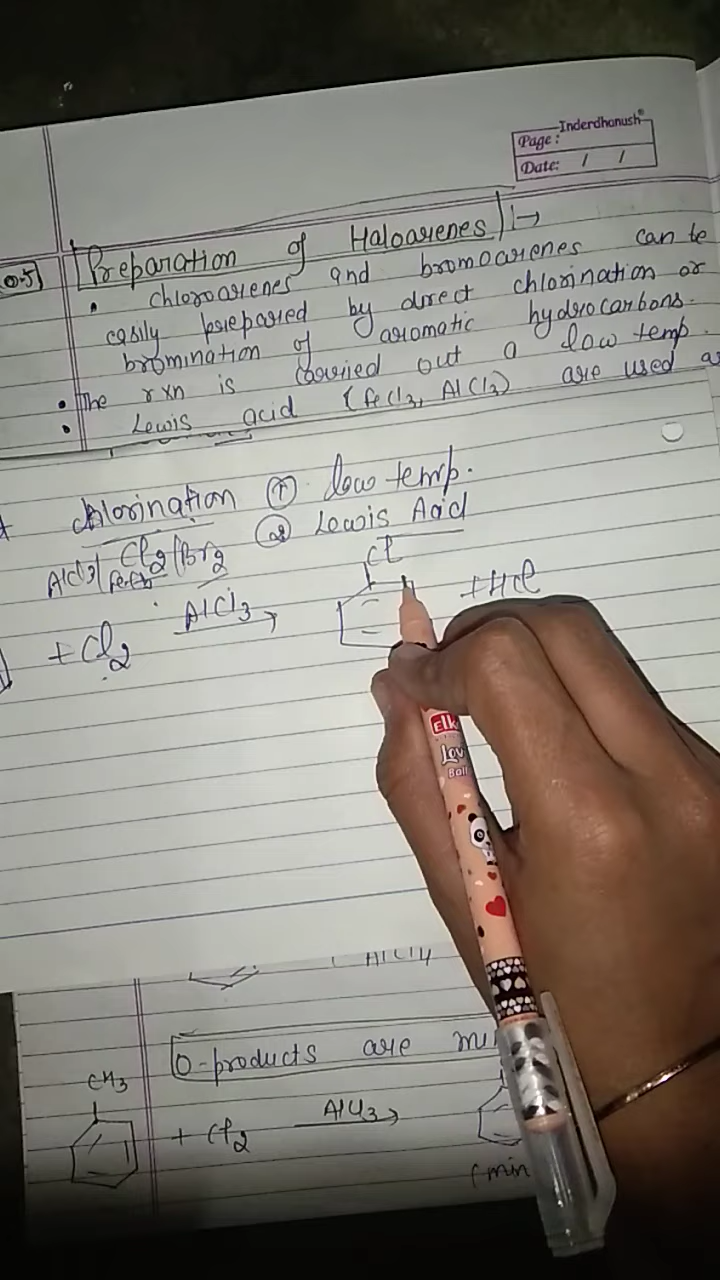 Inderdhanush
Page :
Date: / /
Q.5] Preparation of Haloarenes :→
• chloroarenes and bromoarenes can be
easily prepared by direct chlorination or
bromination of aromatic hydrocarbons.
• The rxn is carried out a low temp.
• Lewis acid (FeCl3, AlCl3) are used as
chlorination ① low temp.
Cl2/Br2 ② Lewis Acid
AlCl3/
Cl
+ Cl2 AlCl3 → +HCl
Elk
Lov
Ball
AlCl4
O-products are
CH3
+ Cl2 AlCl3 →
(min